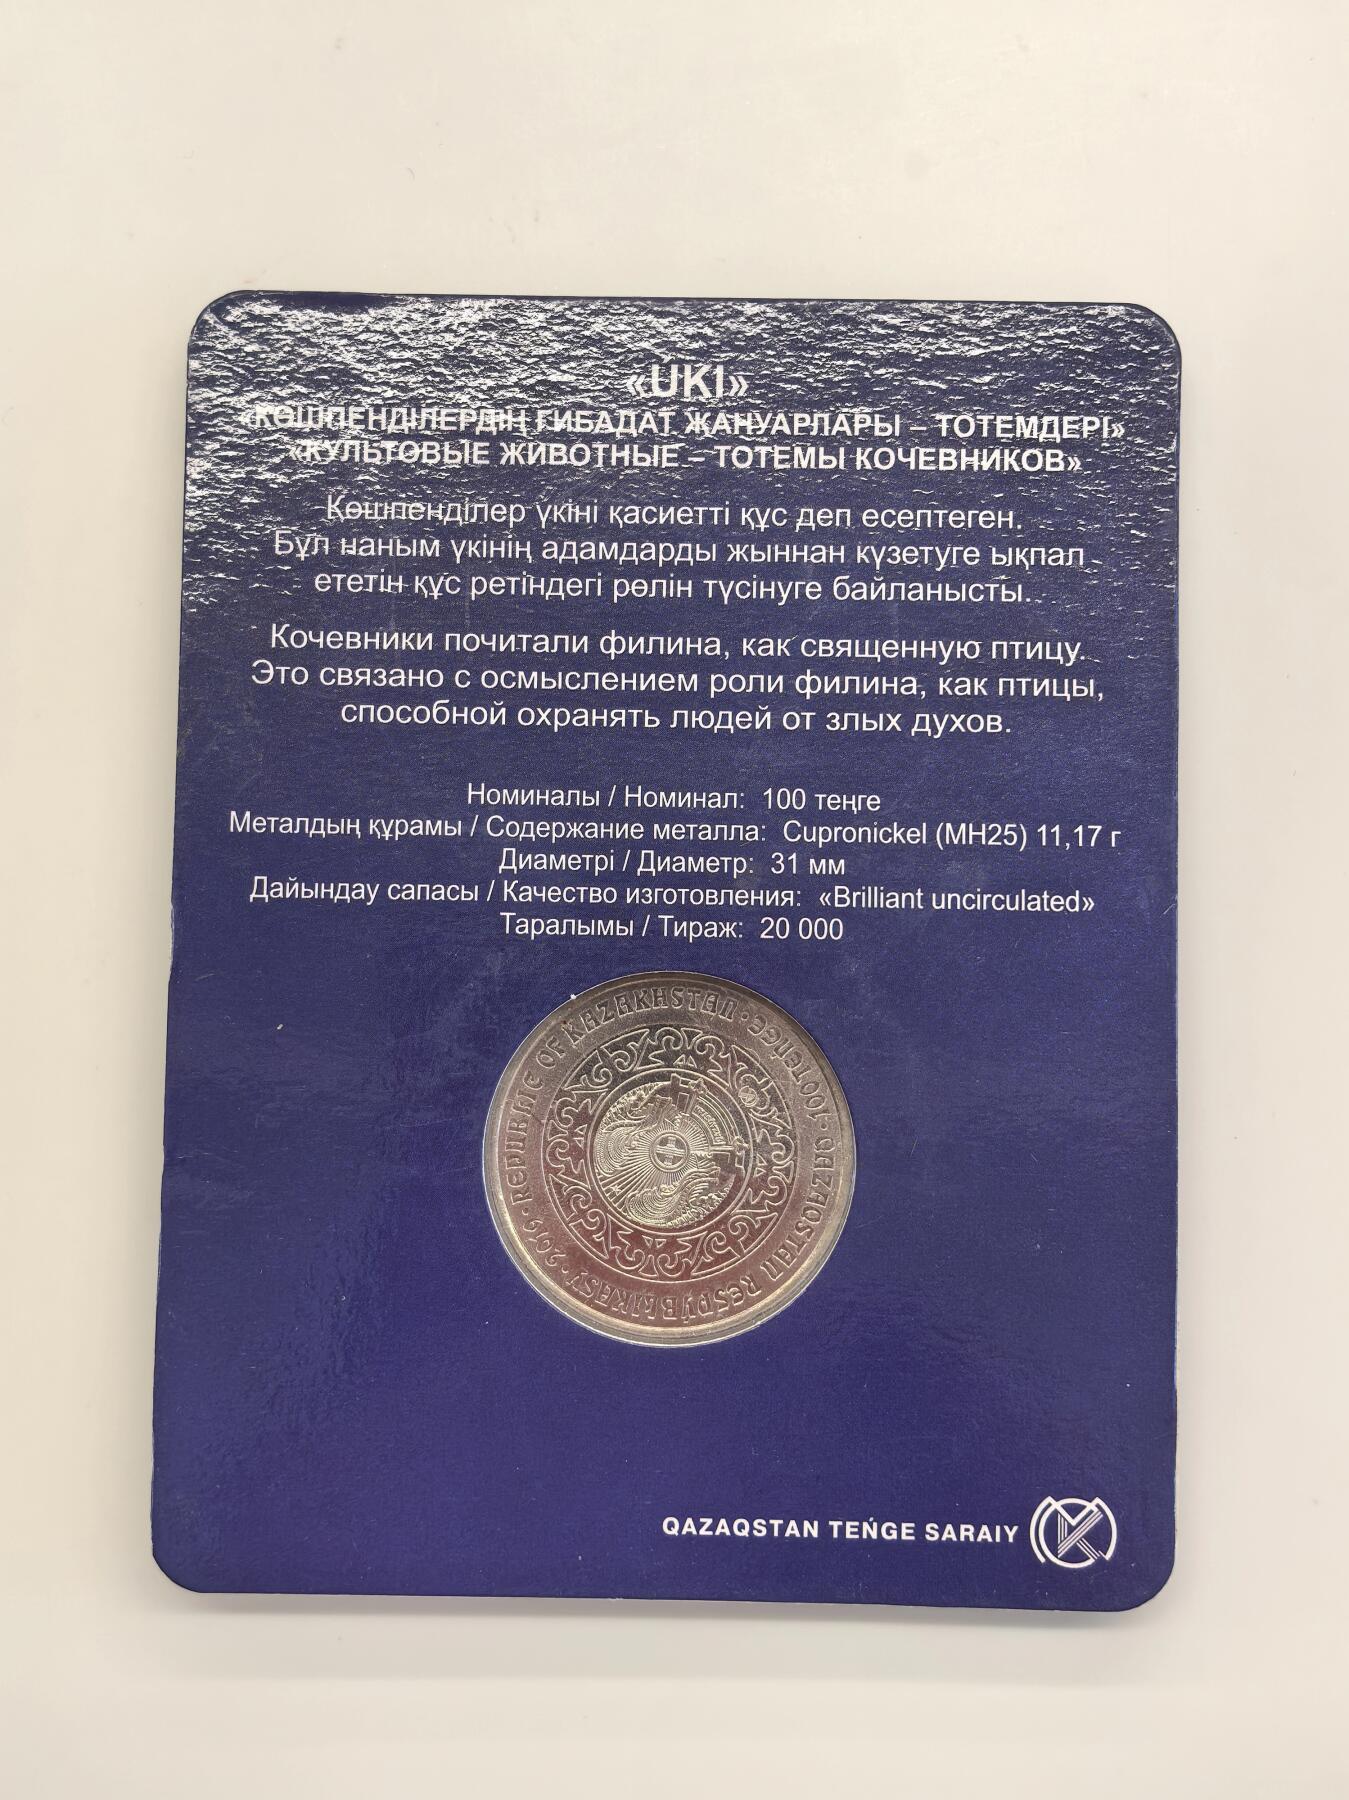 «UKI»
«КӨШПЕНДІЛЕРДІҢ ҒИБАДАТ ЖАНУАРЛАРЫ – ТОТЕМДЕРІ»
«КУЛЬТОВЫЕ ЖИВОТНЫЕ – ТОТЕМЫ КОЧЕВНИКОВ»
Көшпенділер үкіні қасиетті құс деп есептеген.
Бұл наным үкінің адамдарды жыннан күзетуге ықпал
ететін құс ретіндегі рөлін түсінуге байланысты.
Кочевники почитали филина, как священную птицу.
Это связано с осмыслением роли филина, как птицы,
способной охранять людей от злых духов.
Номиналы / Номинал: 100 теңге
Металдың құрамы / Содержание металла: Cupronickel (МН25) 11,17 г
Диаметрі / Диаметр: 31 мм
Дайындау сапасы / Качество изготовления: «Brilliant uncirculated»
Таралымы / Тираж: 20 000
REPUBLIC OF KAZAKHSTAN · 100 TEŃGE · QAZAQSTAN RESPÝBLIKASY · 2019 ·
QAZAQSTAN TEŃGE SARAIY